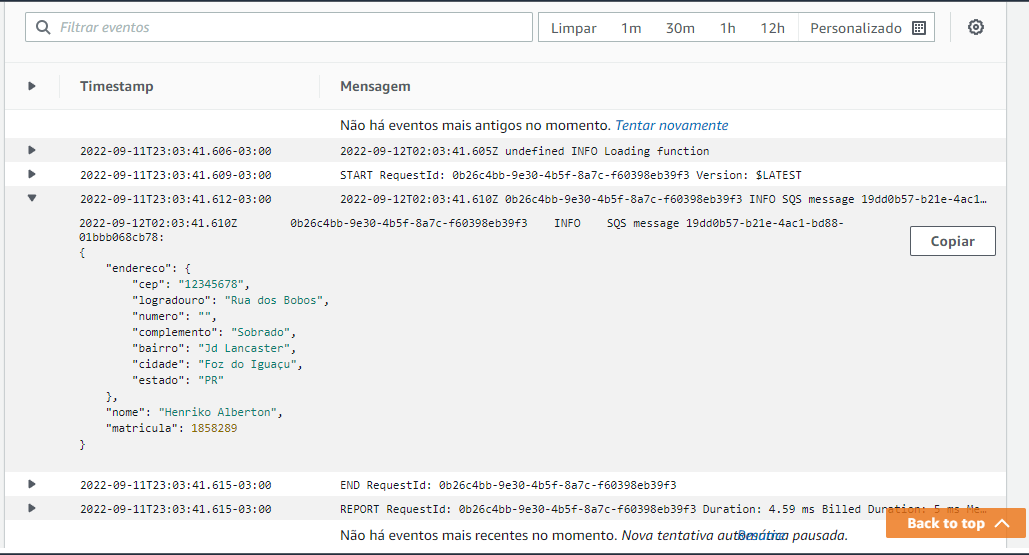 Filtrar eventos
Limpar 1m 30m 1h 12h Personalizado
Timestamp Mensagem
Não há eventos mais antigos no momento. Tentar novamente
2022-09-11T23:03:41.606-03:00 2022-09-12T02:03:41.605Z undefined INFO Loading function
2022-09-11T23:03:41.609-03:00 START RequestId: 0b26c4bb-9e30-4b5f-8a7c-f60398eb39f3 Version: $LATEST
2022-09-11T23:03:41.612-03:00 2022-09-12T02:03:41.610Z 0b26c4bb-9e30-4b5f-8a7c-f60398eb39f3 INFO SQS message 19dd0b57-b21e-4ac1…
2022-09-12T02:03:41.610Z 0b26c4bb-9e30-4b5f-8a7c-f60398eb39f3 INFO SQS message 19dd0b57-b21e-4ac1-bd88-
01bbb068cb78:
Copiar
{
"endereco": {
"cep": "12345678",
"logradouro": "Rua dos Bobos",
"numero": "",
"complemento": "Sobrado",
"bairro": "Jd Lancaster",
"cidade": "Foz do Iguaçu",
"estado": "PR"
},
"nome": "Henriko Alberton",
"matricula": 1858289
}
2022-09-11T23:03:41.615-03:00 END RequestId: 0b26c4bb-9e30-4b5f-8a7c-f60398eb39f3
2022-09-11T23:03:41.615-03:00 REPORT RequestId: 0b26c4bb-9e30-4b5f-8a7c-f60398eb39f3 Duration: 4.59 ms Billed Duration: 5 ms Me…
Back to top
Não há eventos mais recentes no momento. Nova tentativa automática pausada.